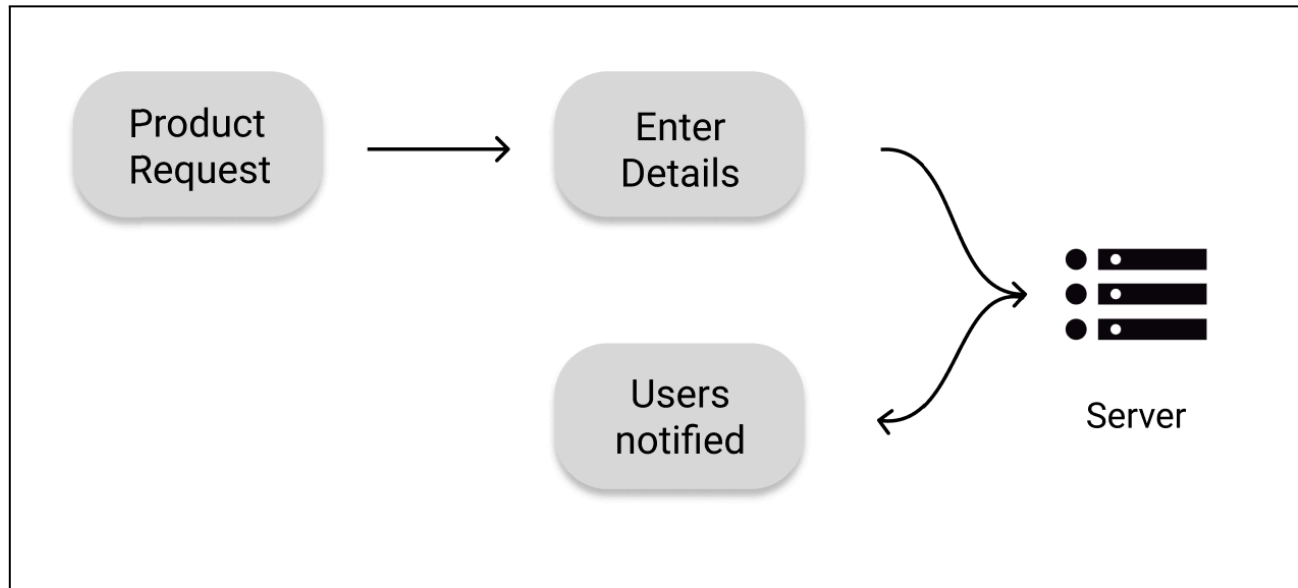 Product
Request
Enter
Details
Users
notified
Server